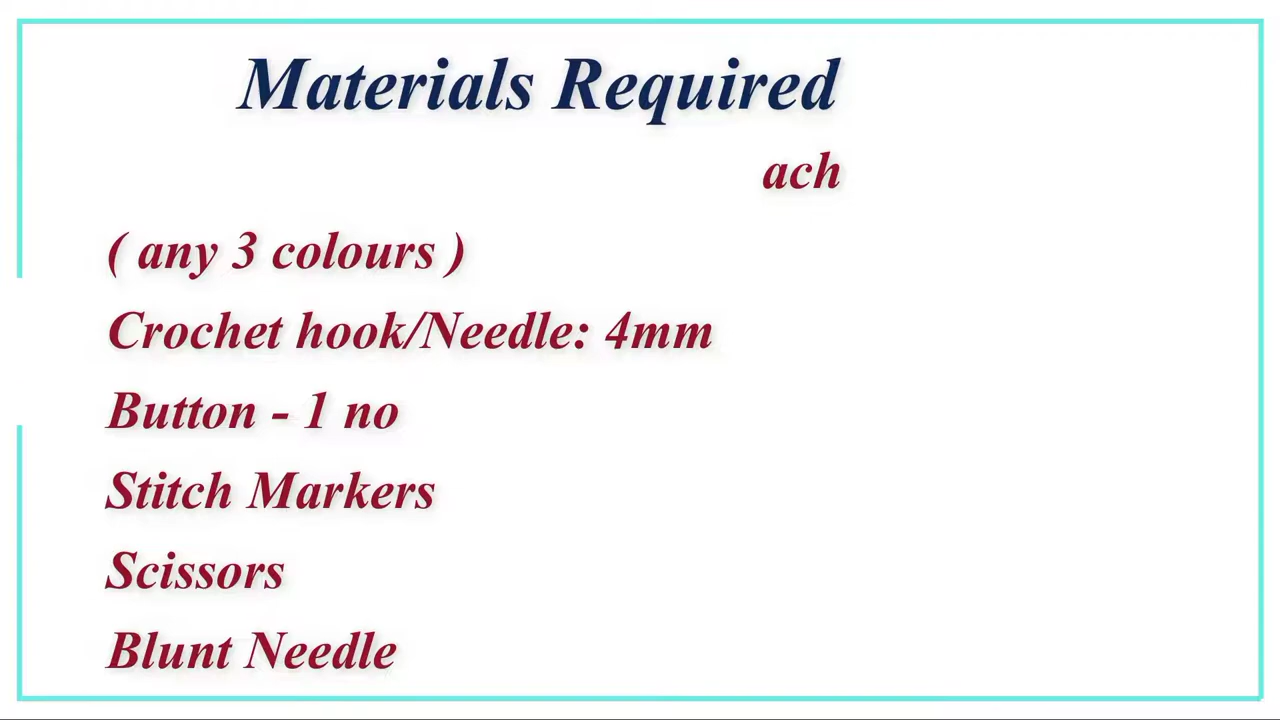 Materials Required
ach
( any 3 colours )
Crochet hook/Needle: 4mm
Button - 1 no
Stitch Markers
Scissors
Blunt Needle